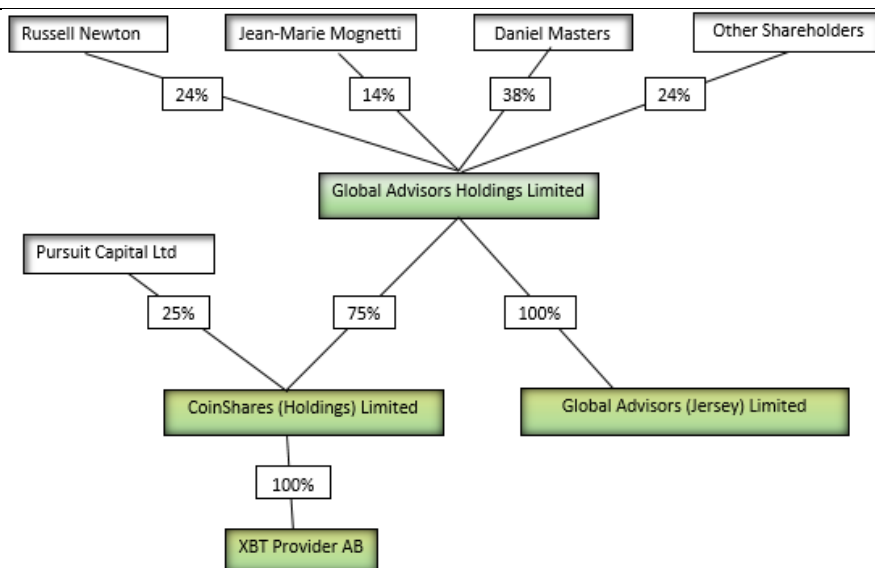 Russell Newton
Jean-Marie Mognetti
Daniel Masters
Other Shareholders
24%
14%
38%
24%
Global Advisors Holdings Limited
Pursuit Capital Ltd
25%
75%
100%
CoinShares (Holdings) Limited
Global Advisors (Jersey) Limited
100%
XBT Provider AB